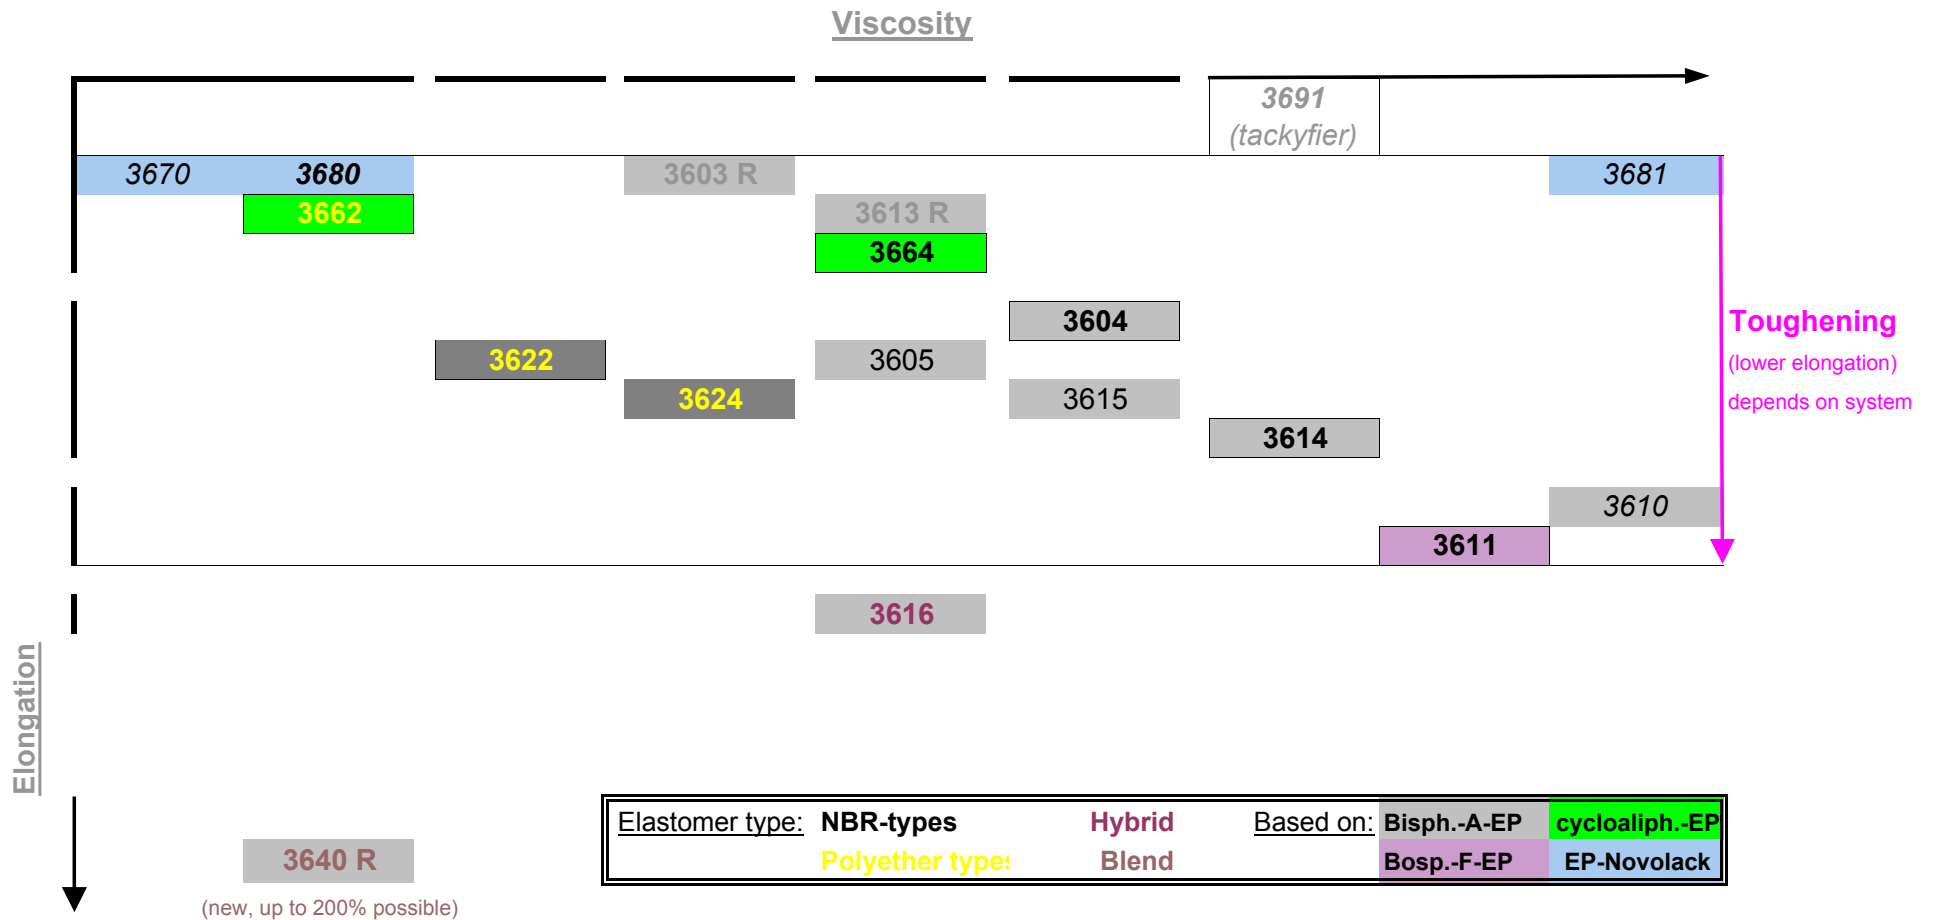 Viscosity
3691
(tackyfier)
3670 3680 3603 R 3681
3662 3613 R
3664
3604 Toughening
3622 3605 (lower elongation)
3624 3615 depends on system
3614
3610
3611
3616
Elongation
Elastomer type: NBR-types Hybrid Based on: Bisph.-A-EP cycloaliph.-EP
3640 R Polyether types Blend Bosp.-F-EP EP-Novolack
(new, up to 200% possible)